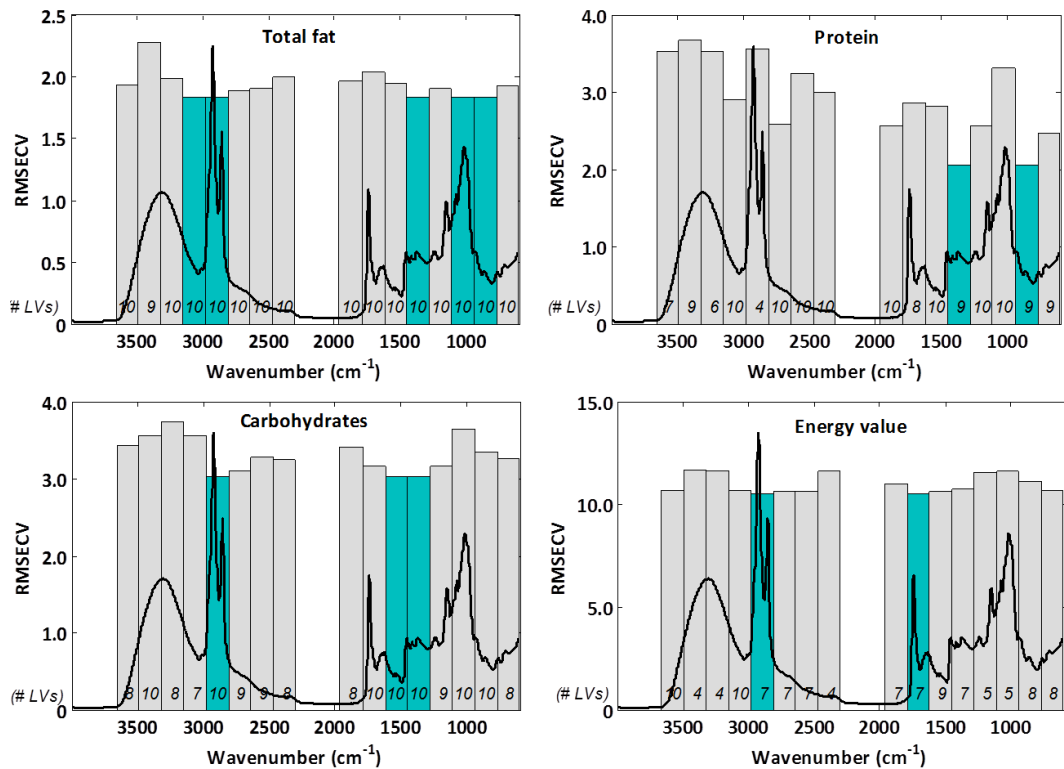 Total fat
RMSECV
2.5
2.0
1.5
1.0
0.5
0
(# LVs)
10 9 10 10 10 10 10 10 10 10 10 10 10 10 10 10
3500 3000 2500 2000 1500 1000
Wavenumber (cm-1)
Protein
RMSECV
4.0
3.0
2.0
1.0
0
(# LVs)
7 9 6 10 4 10 10 10 10 8 10 9 10 10 9 9
3500 3000 2500 2000 1500 1000
Wavenumber (cm-1)
Carbohydrates
RMSECV
4.0
3.0
2.0
1.0
0
(# LVs)
8 10 8 7 10 9 9 8 8 10 10 10 9 10 10 8
3500 3000 2500 2000 1500 1000
Wavenumber (cm-1)
Energy value
RMSECV
15.0
10.0
5.0
0
(# LVs)
10 4 4 10 7 7 7 4 7 7 9 7 5 5 8 8
3500 3000 2500 2000 1500 1000
Wavenumber (cm-1)